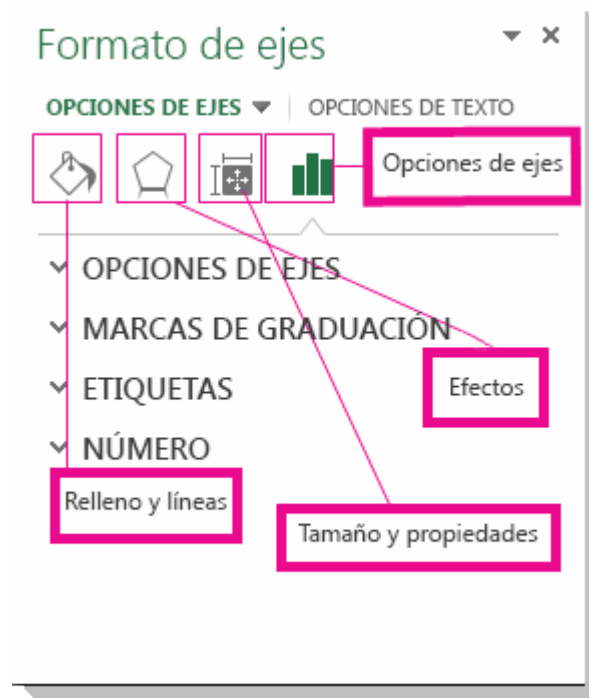 Formato de ejes
OPCIONES DE EJES OPCIONES DE TEXTO
Opciones de ejes
OPCIONES DE EJES
MARCAS DE GRADUACIÓN
ETIQUETAS
Efectos
NÚMERO
Relleno y líneas
Tamaño y propiedades